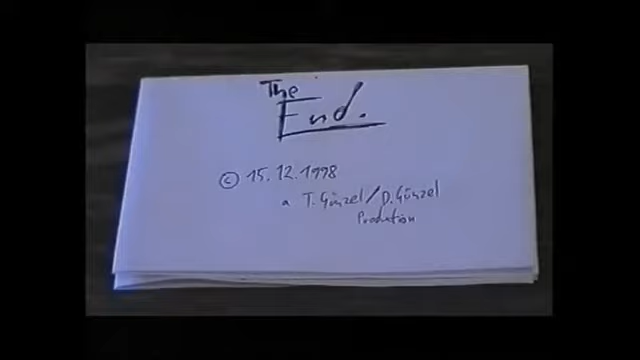 The
End.
© 15.12.1998
a T. Günzel/D. Günzel
Production